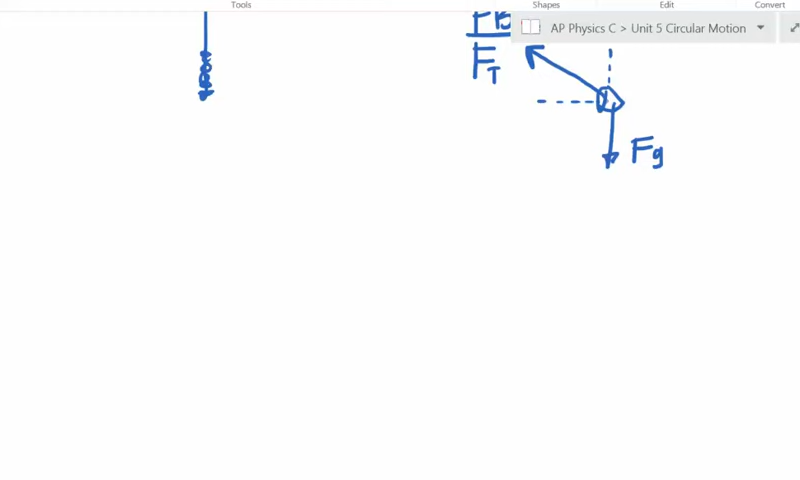 Tools Shapes Edit Convert
AP Physics C > Unit 5 Circular Motion
F_T
F_g